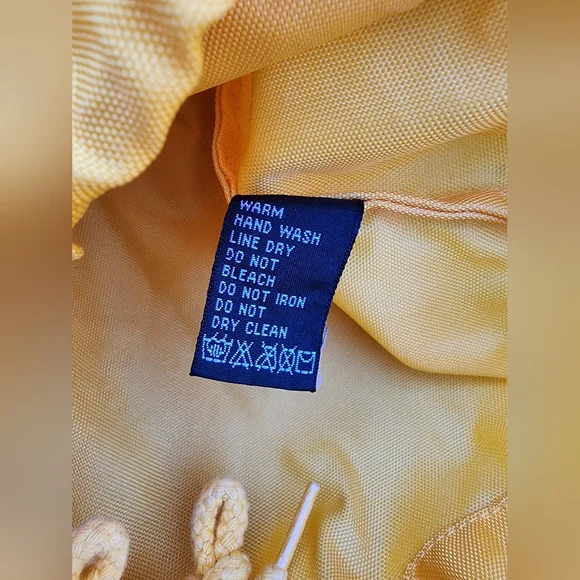 WARM
HAND WASH
LINE DRY
DO NOT
BLEACH
DO NOT IRON
DO NOT
DRY CLEAN